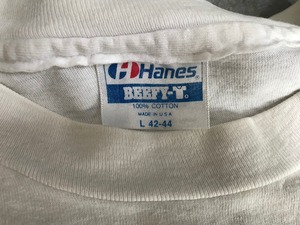 Hanes
BEEFY-T
100% COTTON
MADE IN U.S.A.
L 42-44